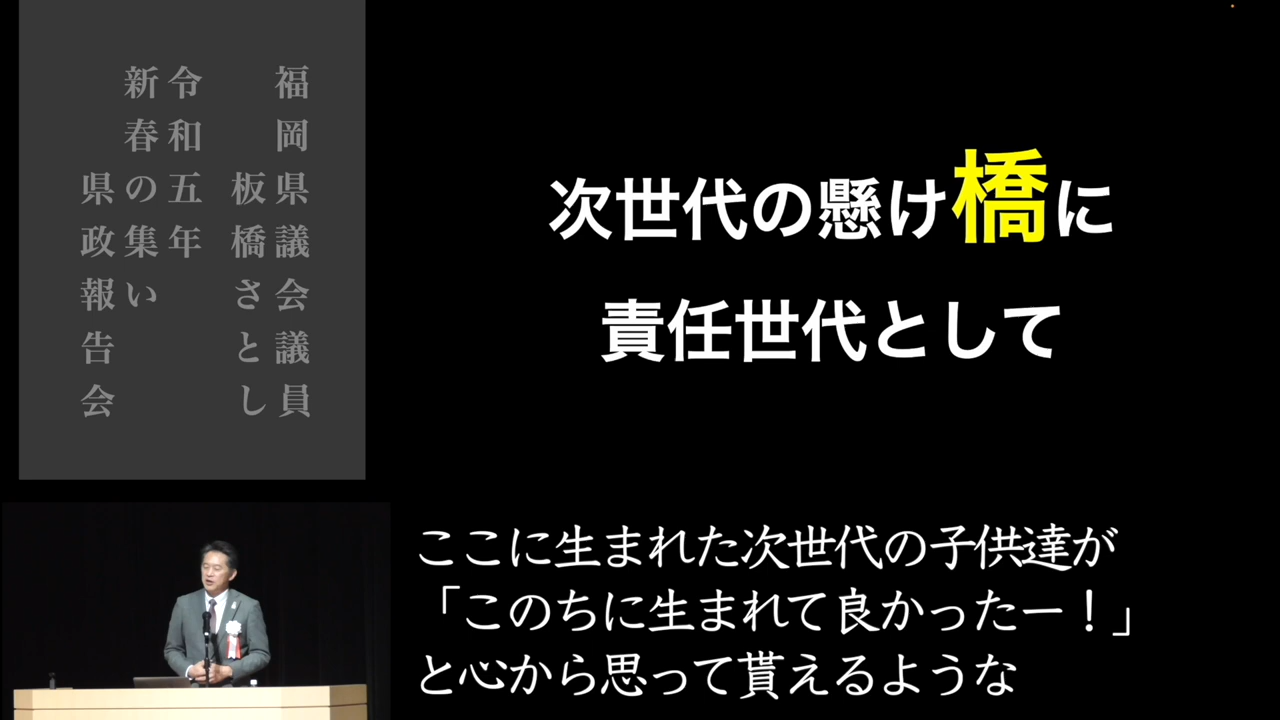 福岡県議会議員
板橋さとし
令和五年
新春の集い
県政報告会
次世代の懸け橋に
責任世代として
ここに生まれた次世代の子供達が
「このちに生まれて良かったー！」
と心から思って貰えるような